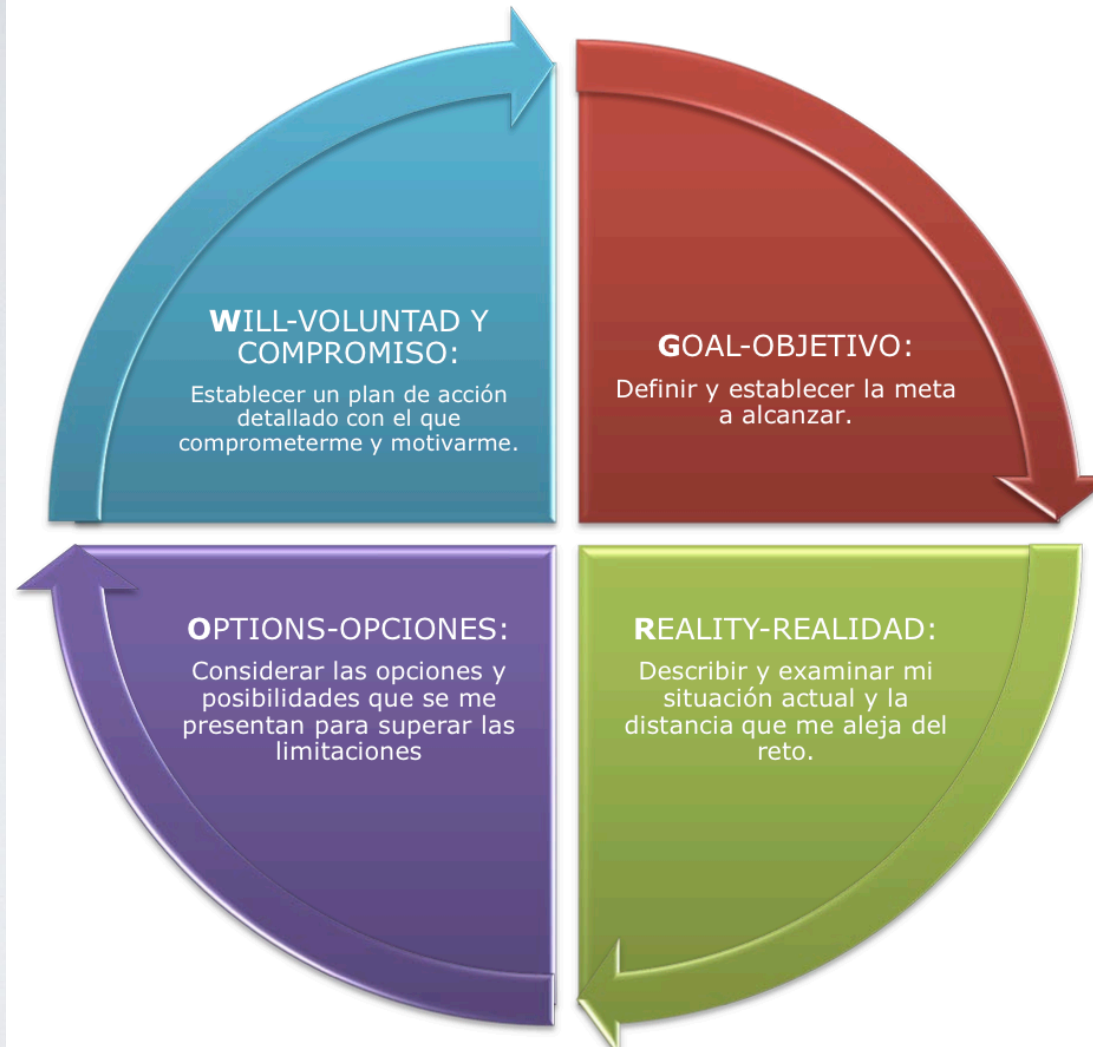 WILL-VOLUNTAD Y
COMPROMISO:
Establecer un plan de acción
detallado con el que
comprometerme y motivarme.
GOAL-OBJETIVO:
Definir y establecer la meta
a alcanzar.
OPTIONS-OPCIONES:
Considerar las opciones y
posibilidades que se me
presentan para superar las
limitaciones
REALITY-REALIDAD:
Describir y examinar mi
situación actual y la
distancia que me aleja del
reto.